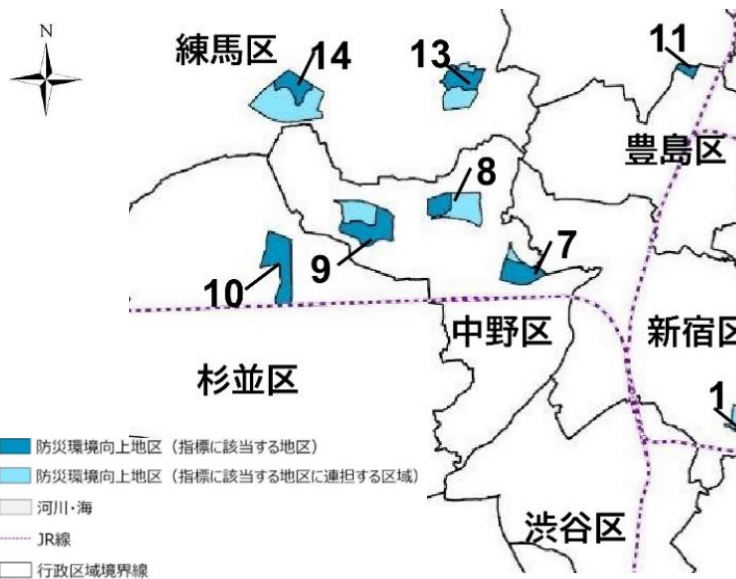 N
練馬区
14
13
11
豊島区
8
7
9
10
中野区
新宿区
杉並区
1
防災環境向上地区（指標に該当する地区）
防災環境向上地区（指標に該当する地区に連担する区域）
河川・海
JR線
渋谷区
行政区域境界線